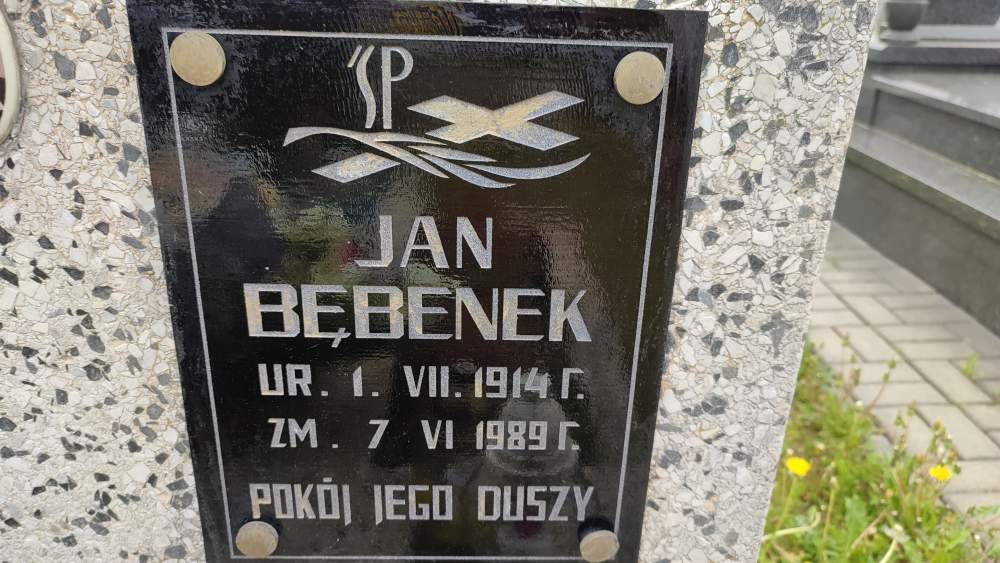 ŚP
JAN
BĘBENEK
UR. 1. VII. 1914 r.
ZM. 7 VI 1989 r.
POKÓJ JEGO DUSZY